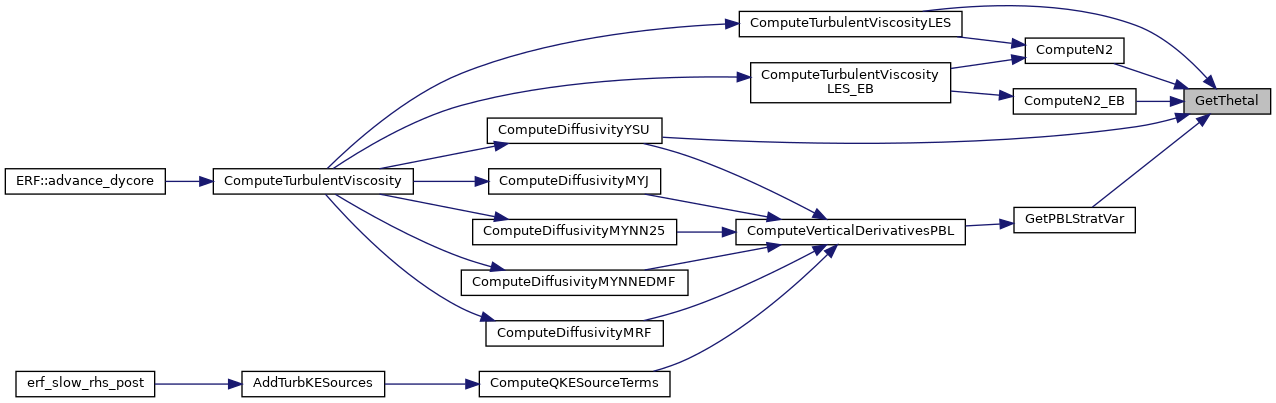 ComputeTurbulentViscosityLES
ComputeN2
ComputeTurbulentViscosity
LES_EB
ComputeN2_EB
GetThetal
ComputeDiffusivityYSU
ERF::advance_dycore
ComputeTurbulentViscosity
ComputeDiffusivityMYJ
GetPBLStratVar
ComputeDiffusivityMYNN25
ComputeVerticalDerivativesPBL
ComputeDiffusivityMYNNEDMF
ComputeDiffusivityMRF
erf_slow_rhs_post
AddTurbKESources
ComputeQKESourceTerms